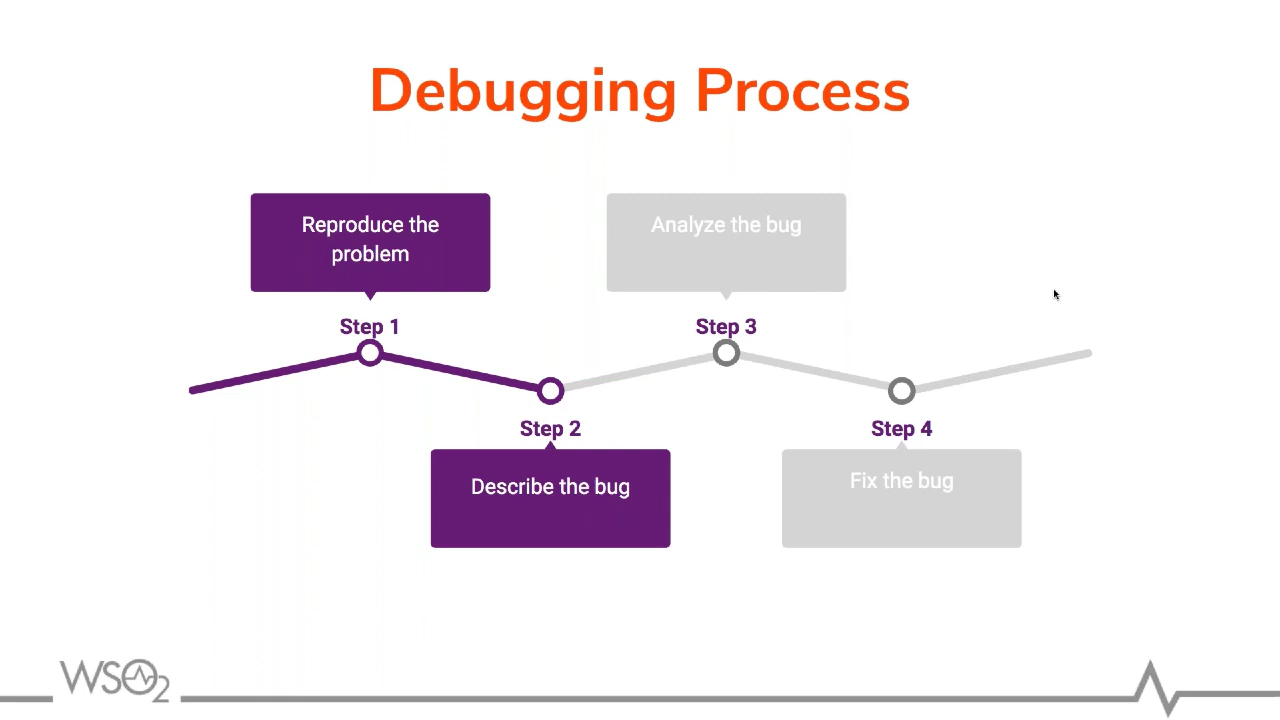 Debugging Process
Reproduce the
problem
Step 1
Step 2
Describe the bug
Analyze the bug
Step 3
Step 4
Fix the bug
WSO2